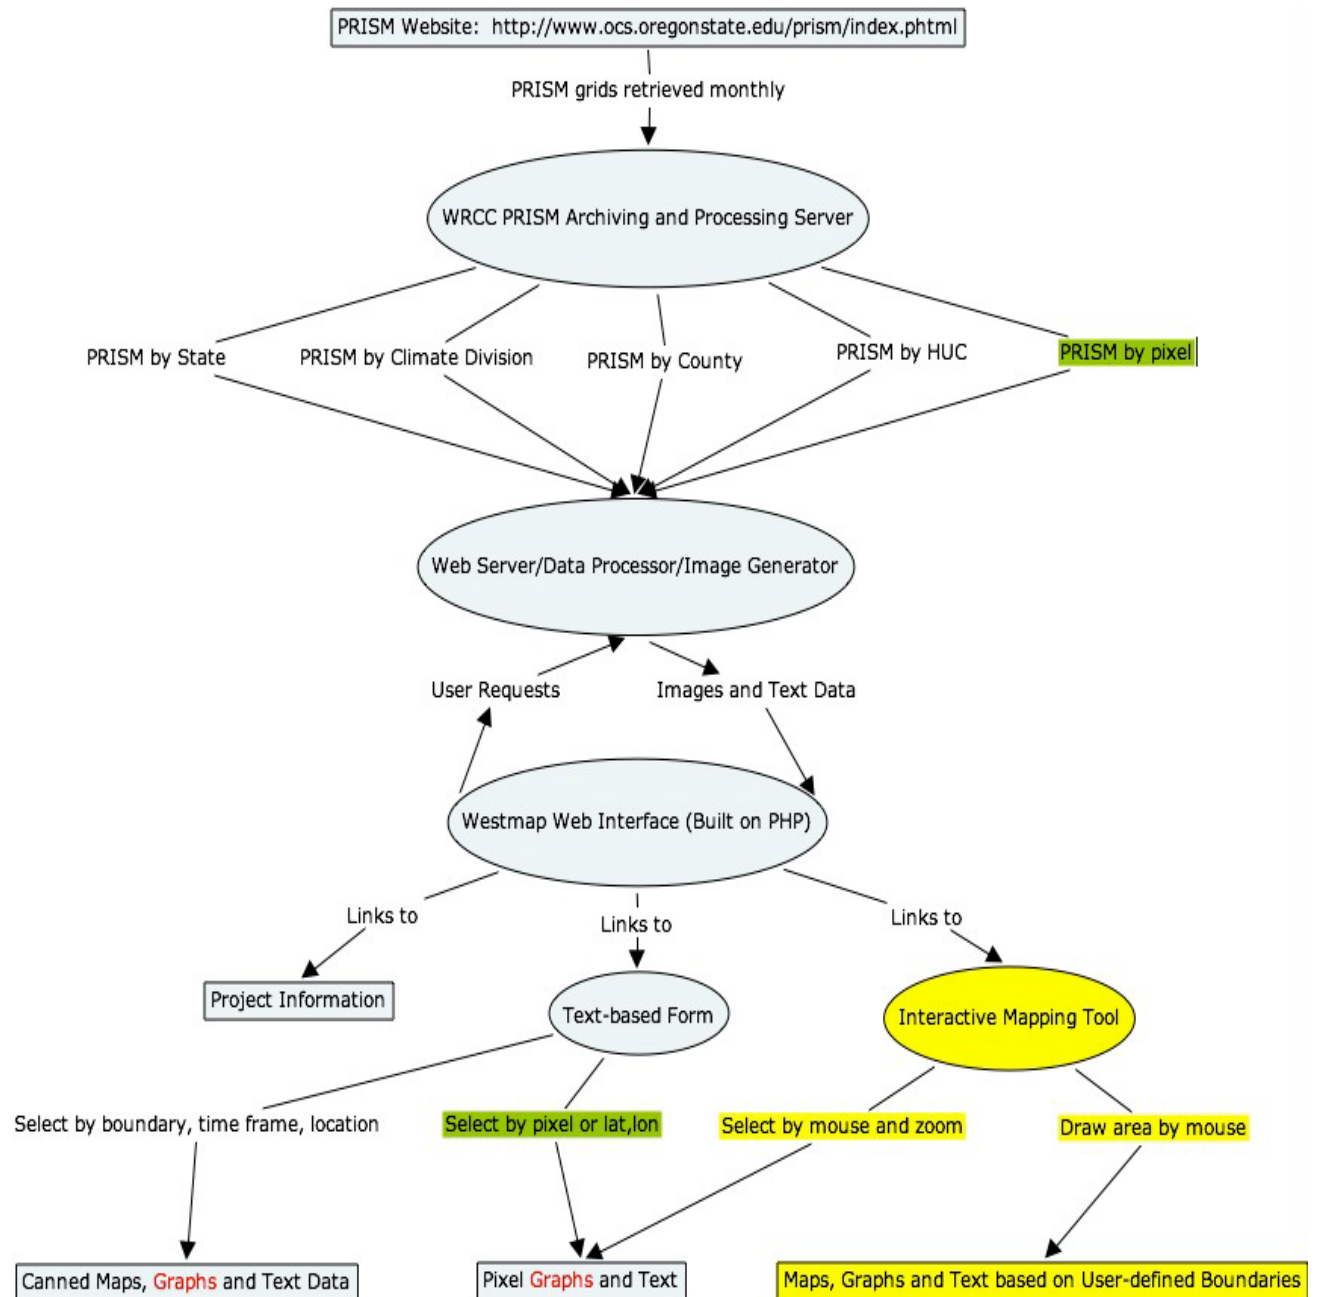 PRISM Website:  http://www.ocs.oregonstate.edu/prism/index.phtml
PRISM grids retrieved monthly
WRCC PRISM Archiving and Processing Server
PRISM by State
PRISM by Climate Division
PRISM by County
PRISM by HUC
PRISM by pixel
Web Server/Data Processor/Image Generator
User Requests
Images and Text Data
Westmap Web Interface (Built on PHP)
Links to
Links to
Links to
Project Information
Text-based Form
Interactive Mapping Tool
Select by boundary, time frame, location
Select by pixel or lat,lon
Select by mouse and zoom
Draw area by mouse
Canned Maps, Graphs and Text Data
Pixel Graphs and Text
Maps, Graphs and Text based on User-defined Boundaries